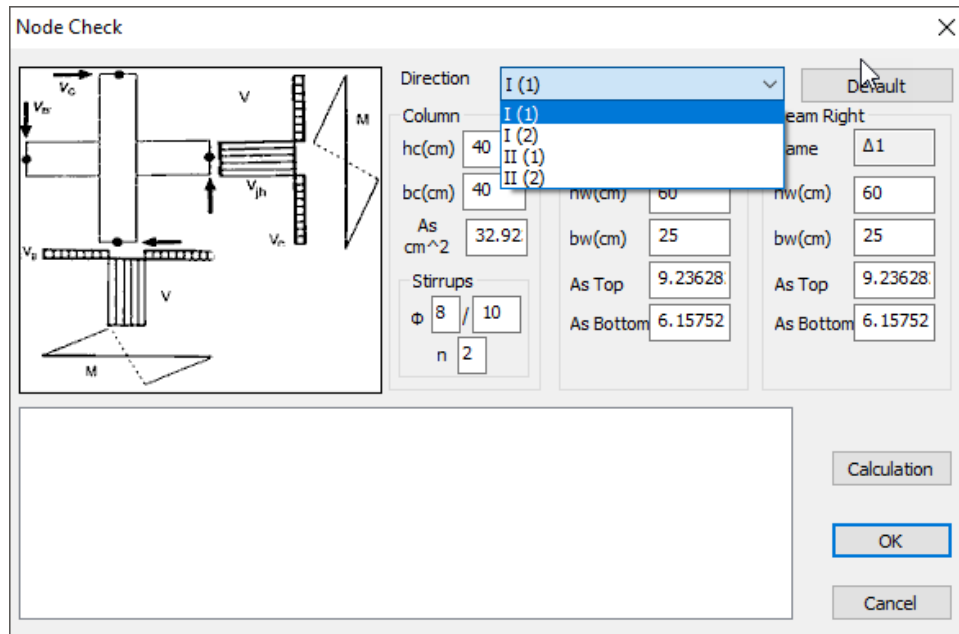 Node Check
Direction
I (1)
Default
I (1)
I (2)
II (1)
II (2)
Column
hc(cm) 40
bc(cm) 40
As cm^2 32.92
Stirrups
Φ 8 / 10
n 2
hw(cm) 60
bw(cm) 25
As Top 9.23628
As Bottom 6.15752
eam Right
ame Δ1
hw(cm) 60
bw(cm) 25
As Top 9.23628
As Bottom 6.15752
V
M
Vjh
V
M
Calculation
OK
Cancel